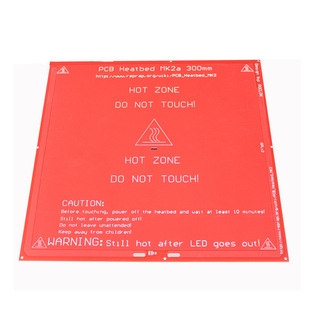 PCB Heatbed MK2a 300mm
https://www.reprap.org/wiki/PCB_Heatbed_MK2
HOT ZONE
DO NOT TOUCH!
HOT ZONE
DO NOT TOUCH!
CAUTION:
Before touching, power off the heatbed and wait at least 10 minutes!
Still hot after powered off!
Do not leave unattended!
Keep away from children!
WARNING:Still hot after LED goes out!